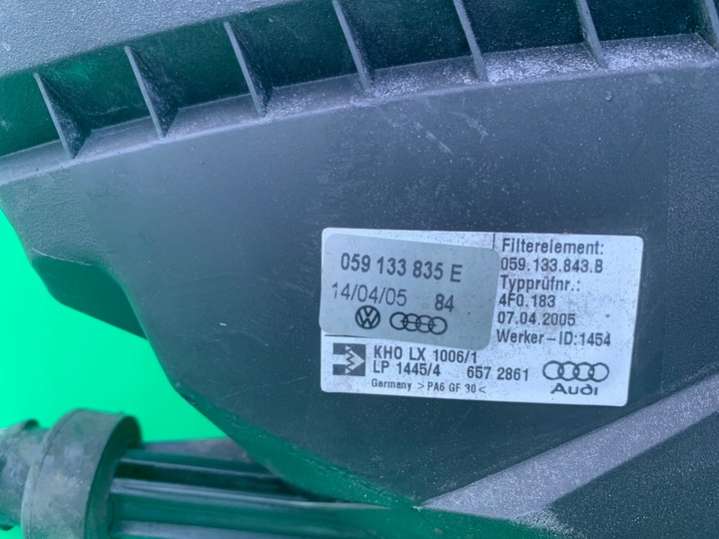 059 133 835 E
14/04/05 84
Filterelement:
059.133.843.B
Typprüfnr.:
4F0.183
07.04.2005
Werker-ID:1454
KHO LX 1006/1
LP 1445/4 657 2861
Germany >PA6 GF 30<
Audi